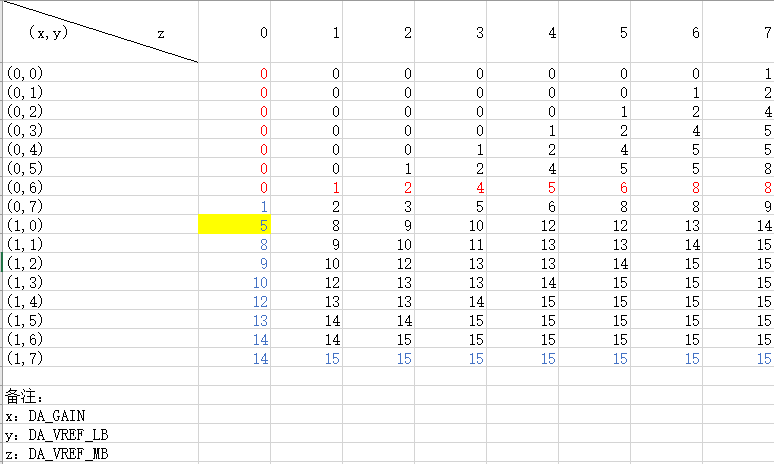 (x,y) z 0 1 2 3 4 5 6 7
(0,0) 0 0 0 0 0 0 0 1
(0,1) 0 0 0 0 0 0 1 2
(0,2) 0 0 0 0 0 1 2 4
(0,3) 0 0 0 0 1 2 4 5
(0,4) 0 0 0 1 2 4 5 5
(0,5) 0 0 1 2 4 5 5 8
(0,6) 0 1 2 4 5 6 8 8
(0,7) 1 2 3 5 6 8 8 9
(1,0) 5 8 9 10 12 12 13 14
(1,1) 8 9 10 11 13 13 14 15
(1,2) 9 10 12 13 13 14 15 15
(1,3) 10 12 13 13 14 15 15 15
(1,4) 12 13 13 14 15 15 15 15
(1,5) 13 14 14 15 15 15 15 15
(1,6) 14 14 15 15 15 15 15 15
(1,7) 14 15 15 15 15 15 15 15
备注:
x: DA_GAIN
y: DA_VREF_LB
z: DA_VREF_MB